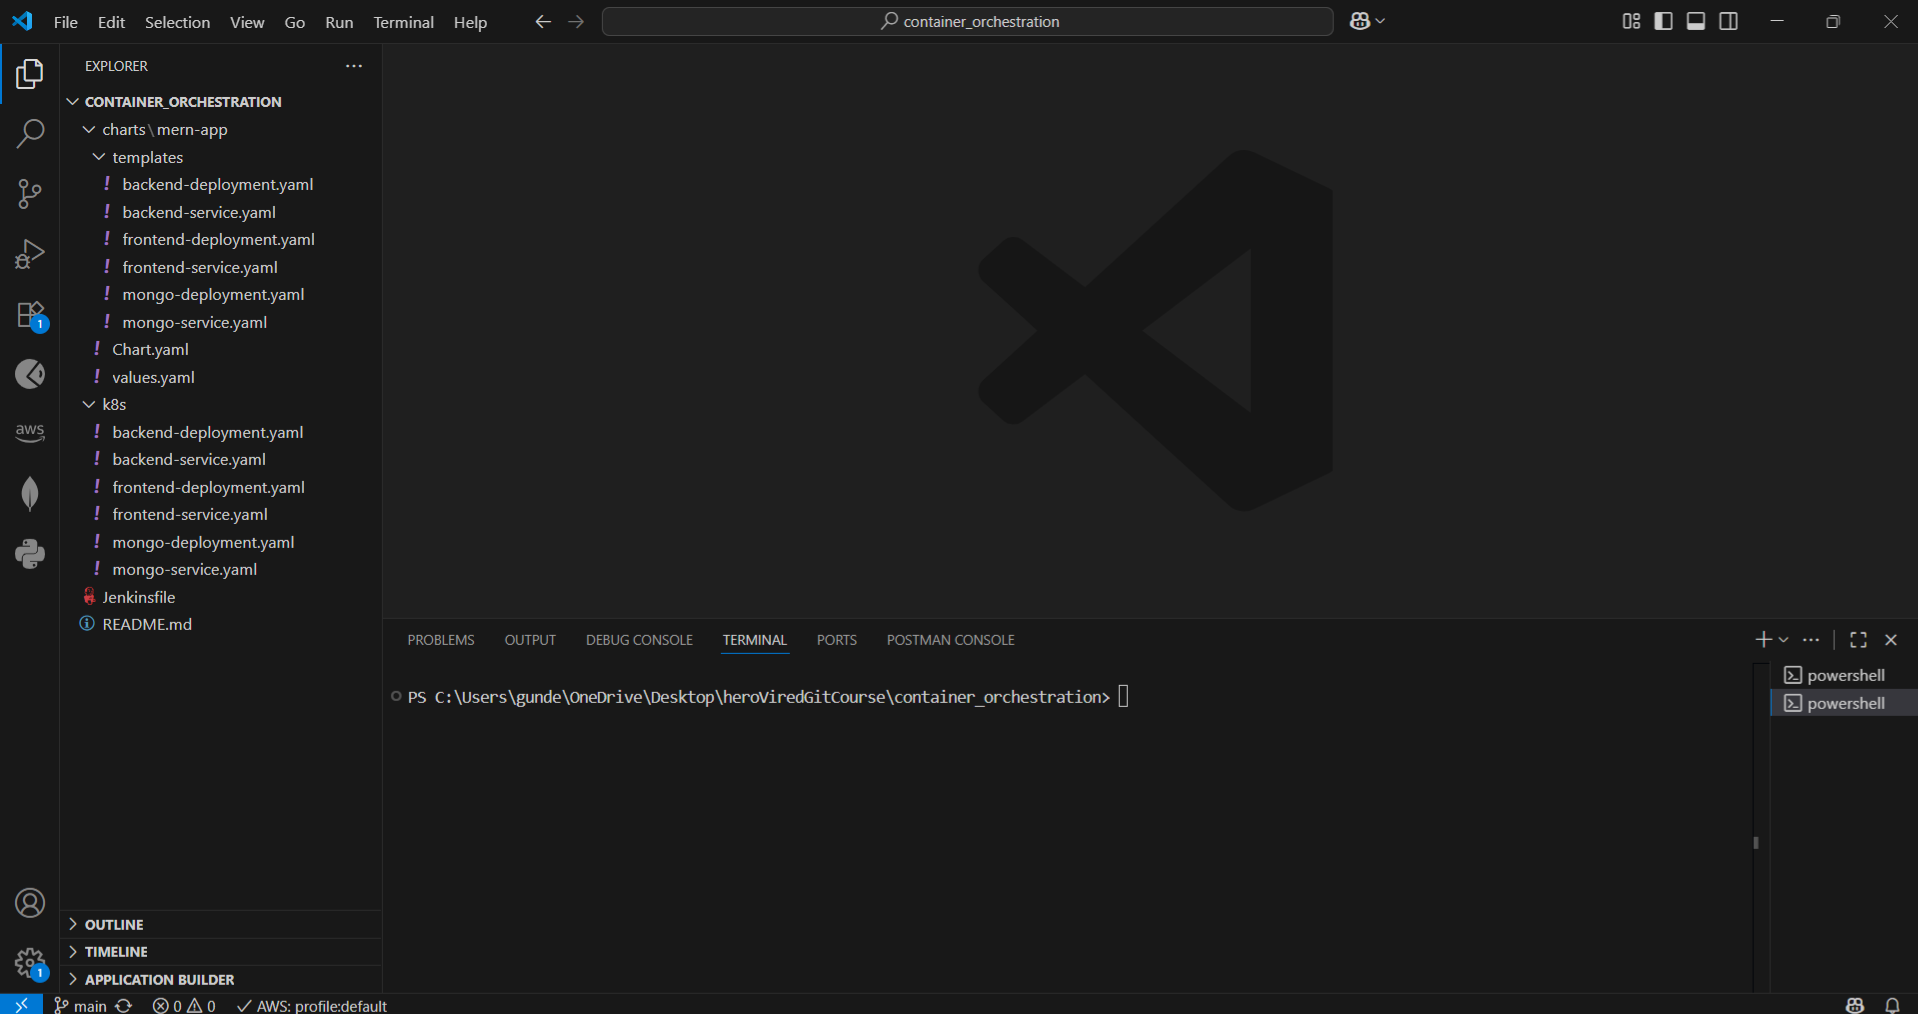 File Edit Selection View Go Run Terminal Help
container_orchestration
EXPLORER
CONTAINER_ORCHESTRATION
charts\mern-app
templates
! backend-deployment.yaml
! backend-service.yaml
! frontend-deployment.yaml
! frontend-service.yaml
! mongo-deployment.yaml
! mongo-service.yaml
! Chart.yaml
! values.yaml
k8s
! backend-deployment.yaml
! backend-service.yaml
! frontend-deployment.yaml
! frontend-service.yaml
! mongo-deployment.yaml
! mongo-service.yaml
Jenkinsfile
README.md
1
aws
PROBLEMS OUTPUT DEBUG CONSOLE TERMINAL PORTS POSTMAN CONSOLE
PS C:\Users\gunde\OneDrive\Desktop\heroViredGitCourse\container_orchestration>
powershell
powershell
OUTLINE
TIMELINE
APPLICATION BUILDER
1
main 0 0 AWS: profile:default